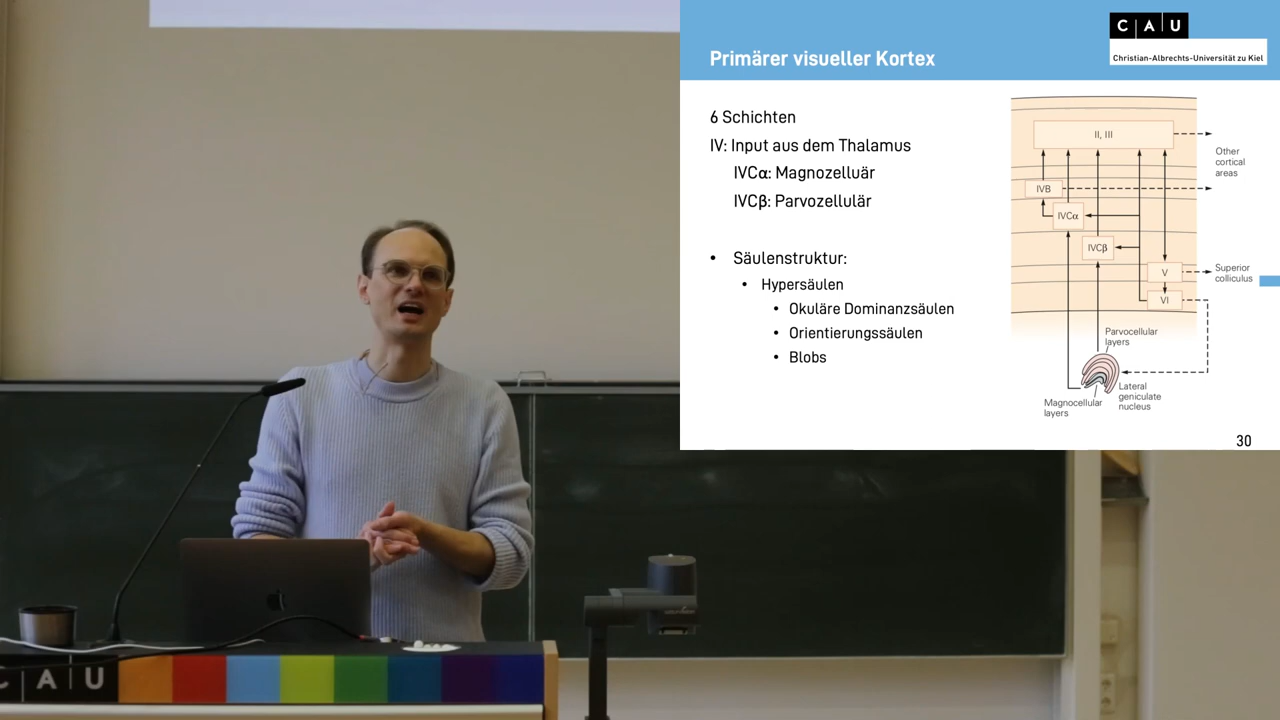 Primärer visueller Kortex
C A U
Christian-Albrechts-Universität zu Kiel
6 Schichten
IV: Input aus dem Thalamus
IVCα: Magnozelluär
IVCβ: Parvozellulär
• Säulenstruktur:
• Hypersäulen
• Okuläre Dominanzsäulen
• Orientierungssäulen
• Blobs
II, III
Other
cortical
areas
IVB
IVCα
IVCβ
V
Superior
colliculus
VI
Parvocellular
layers
Magnocellular
layers
Lateral
geniculate
nucleus
30
C A U